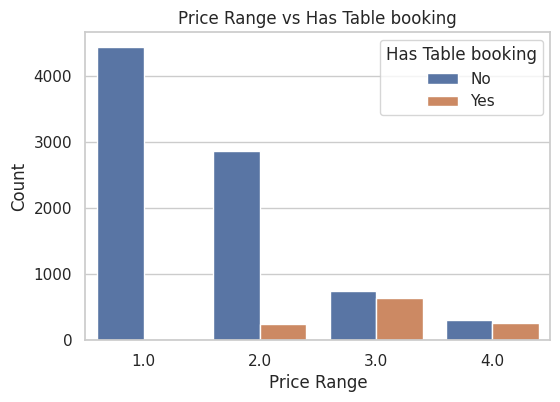 Price Range vs Has Table booking
Has Table booking
No
Yes
Count
4000
3000
2000
1000
0
1.0 2.0 3.0 4.0
Price Range